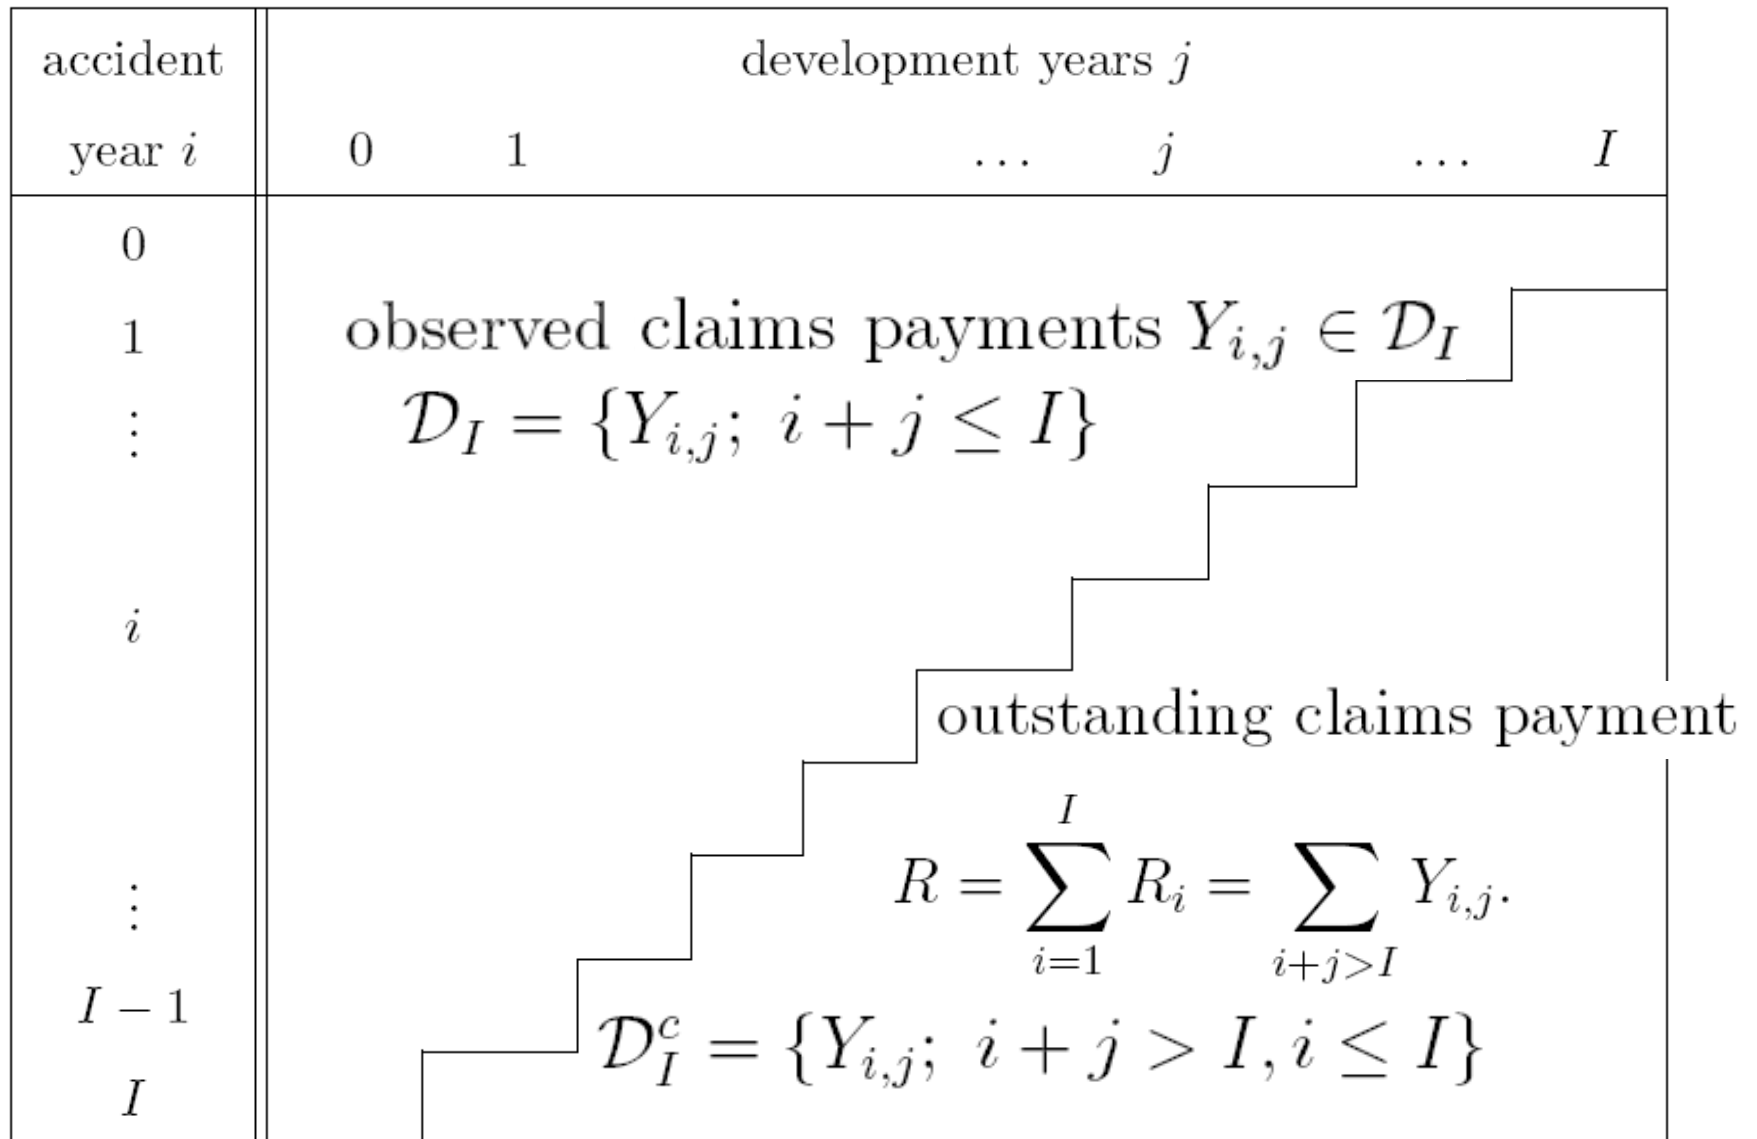 accident development years j
year i 0 1 … j … I
0
1 observed claims payments Y_{i,j} ∈ 𝒟_I
⋮ 𝒟_I = {Y_{i,j}; i + j ≤ I}
i
outstanding claims payment
⋮ R = ∑_{i=1}^{I} R_i = ∑_{i+j>I} Y_{i,j}.
I − 1
𝒟_I^c = {Y_{i,j}; i + j > I, i ≤ I}
I